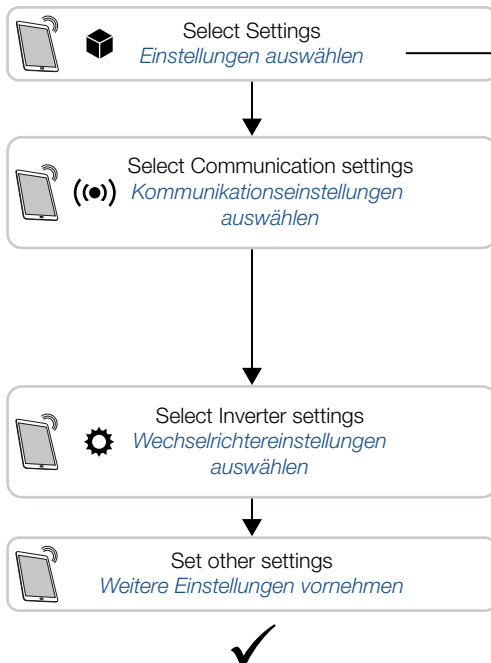 Select Settings
Einstellungen auswählen
Select Communication settings
Kommunikationseinstellungen
auswählen
Select Inverter settings
Wechselrichtereinstellungen
auswählen
Set other settings
Weitere Einstellungen vornehmen